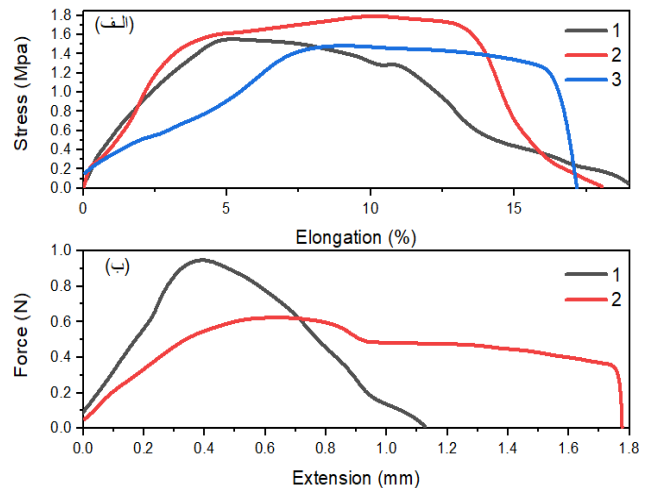 (الف)
1
2
3
Stress (Mpa)
1.8
1.6
1.4
1.2
1.0
0.8
0.6
0.4
0.2
0.0
0 5 10 15
Elongation (%)
(ب)
1
2
Force (N)
1.0
0.8
0.6
0.4
0.2
0.0
0.0 0.2 0.4 0.6 0.8 1.0 1.2 1.4 1.6 1.8
Extension (mm)